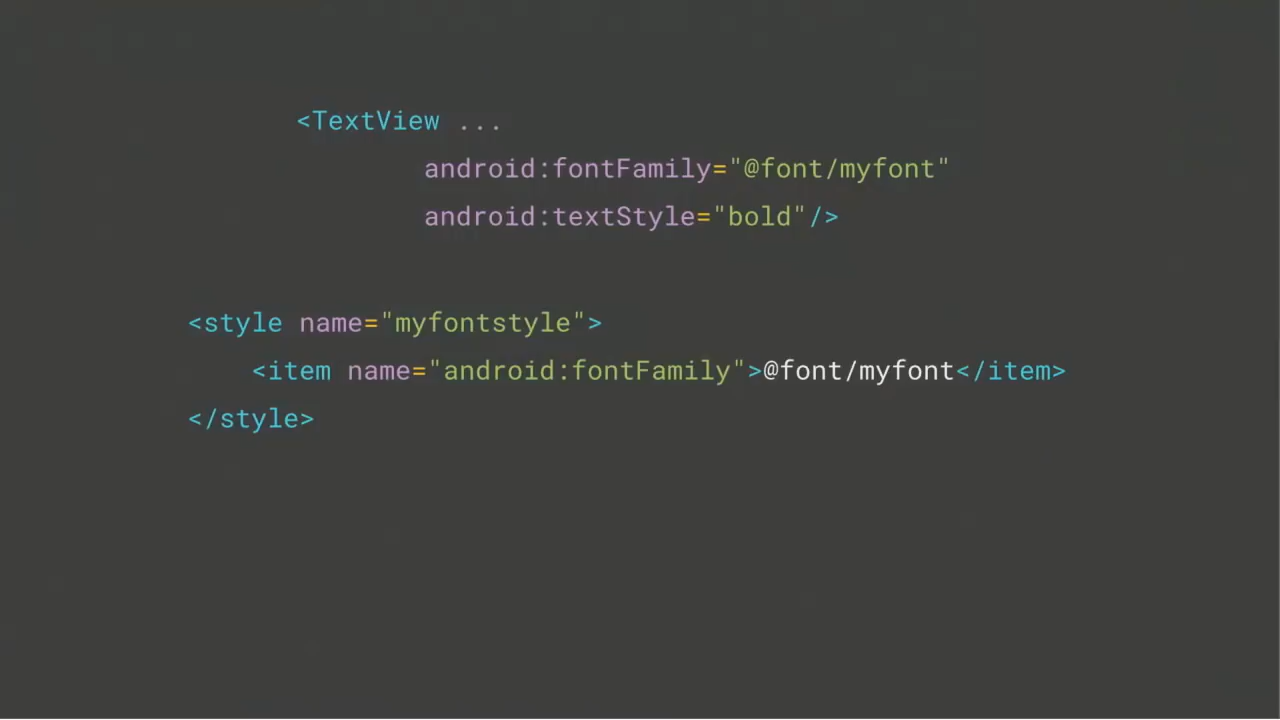 <TextView ...
android:fontFamily="@font/myfont"
android:textStyle="bold"/>
<style name="myfontstyle">
<item name="android:fontFamily">@font/myfont</item>
</style>